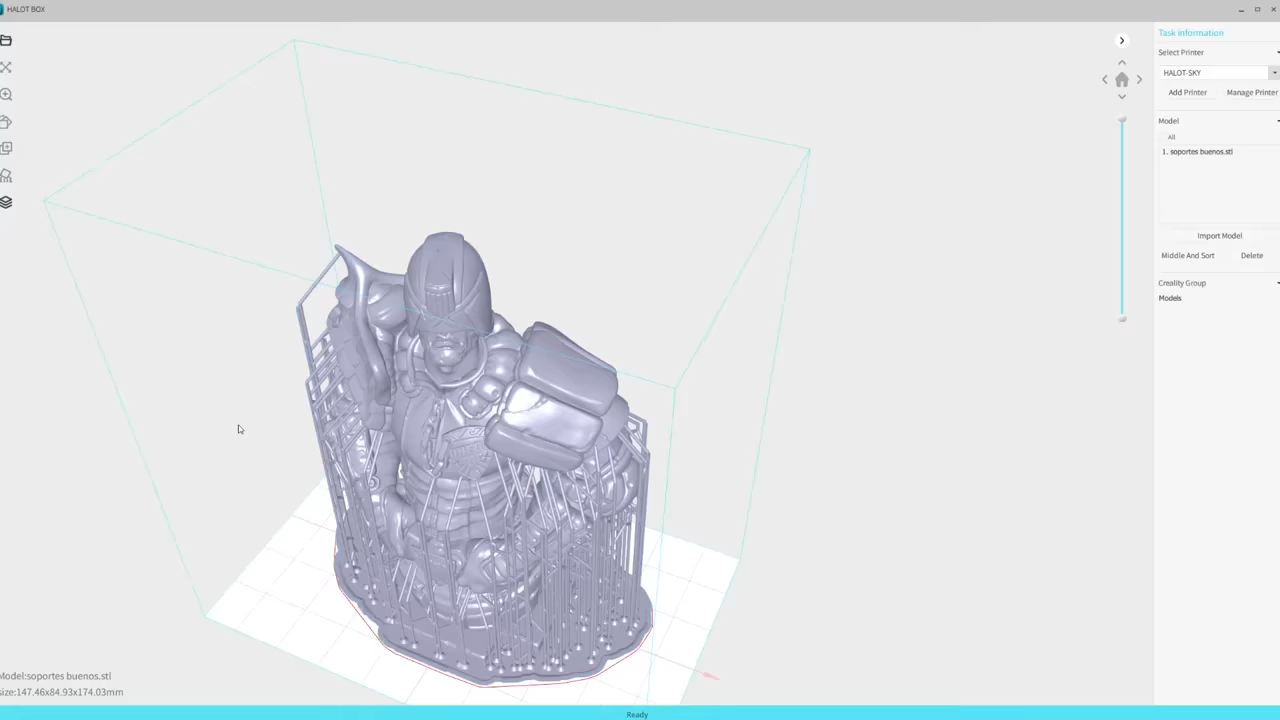 HALOT BOX
Task information
Select Printer
HALOT-SKY
Add Printer Manage Printer
Model
All
1. soportes buenos.stl
Import Model
Middle And Sort Delete
Creality Group
Models
Model:soportes buenos.stl
size:147.46x84.93x174.03mm
Ready